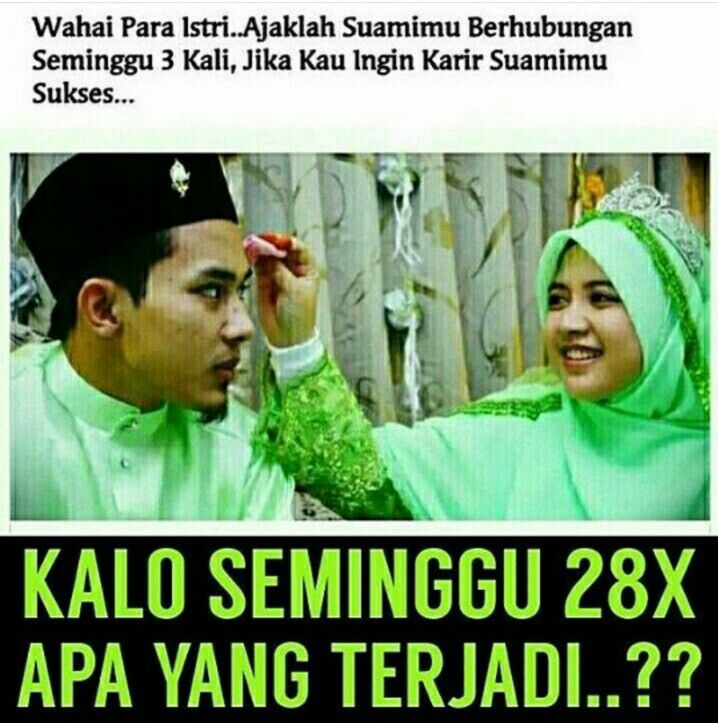 Wahai Para Istri..Ajaklah Suamimu Berhubungan
Seminggu 3 Kali, Jika Kau Ingin Karir Suamimu
Sukses...
KALO SEMINGGU 28X
APA YANG TERJADI..??